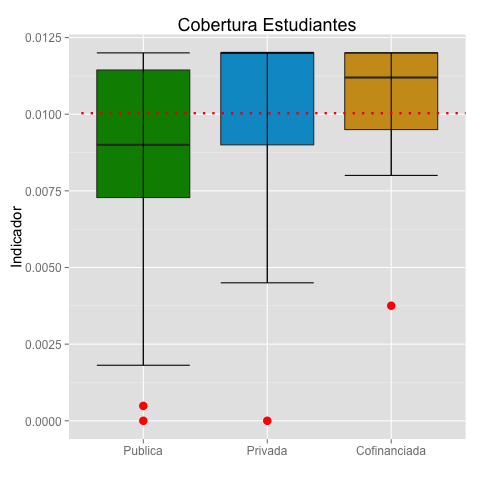 Cobertura Estudiantes
Indicador
0.0125
0.0100
0.0075
0.0050
0.0025
0.0000
Publica
Privada
Cofinanciada